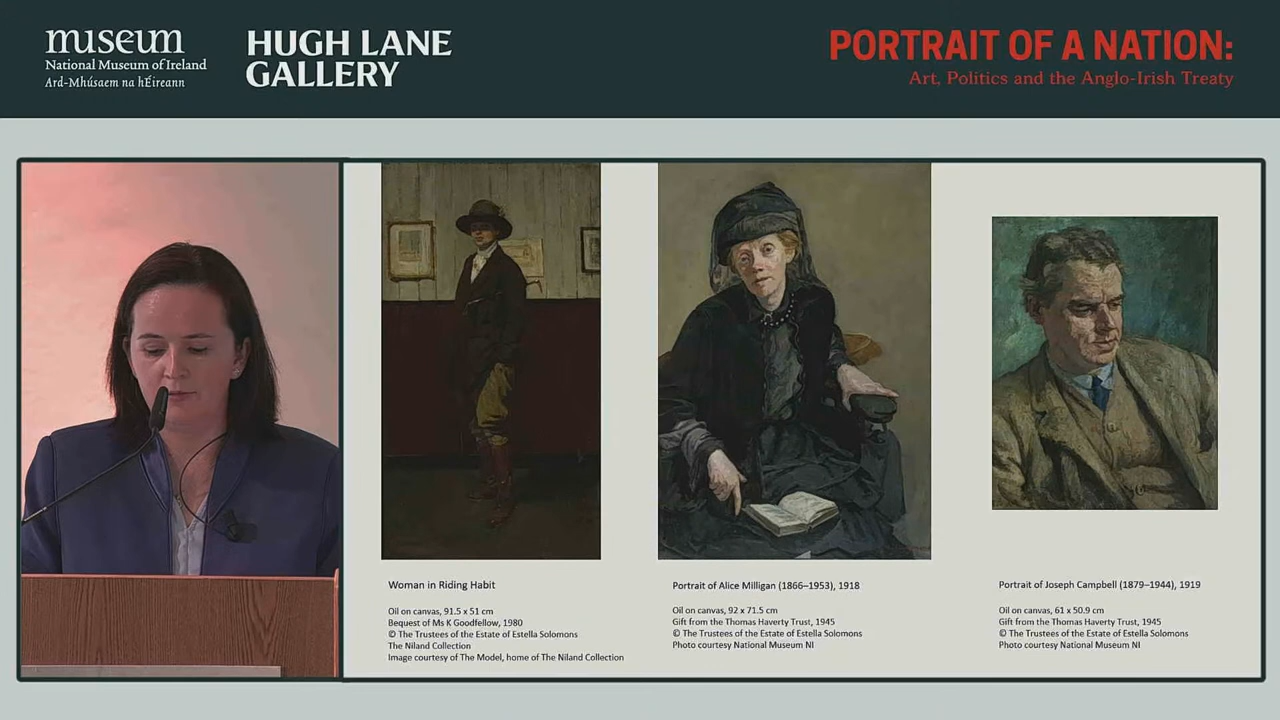 museum
National Museum of Ireland
Ard-Mhúsaem na hÉireann
HUGH LANE
GALLERY
PORTRAIT OF A NATION:
Art, Politics and the Anglo-Irish Treaty
Woman in Riding Habit
Oil on canvas, 91.5 x 51 cm
Bequest of Ms K Goodfellow, 1980
© The Trustees of the Estate of Estella Solomons
The Niland Collection
Image courtesy of The Model, home of The Niland Collection
Portrait of Alice Milligan (1866–1953), 1918
Oil on canvas, 92 x 71.5 cm
Gift from the Thomas Haverty Trust, 1945
© The Trustees of the Estate of Estella Solomons
Photo courtesy National Museum NI
Portrait of Joseph Campbell (1879–1944), 1919
Oil on canvas, 61 x 50.9 cm
Gift from the Thomas Haverty Trust, 1945
© The Trustees of the Estate of Estella Solomons
Photo courtesy National Museum NI